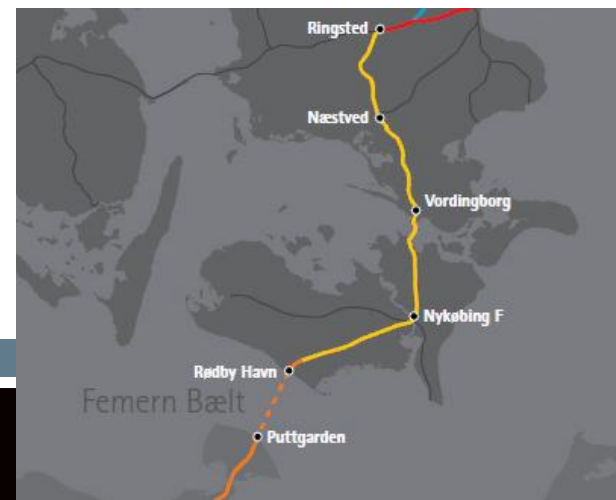 Ringsted
Næstved
Vordingborg
Nykøbing F
Rødby Havn
Femern Bælt
Puttgarden